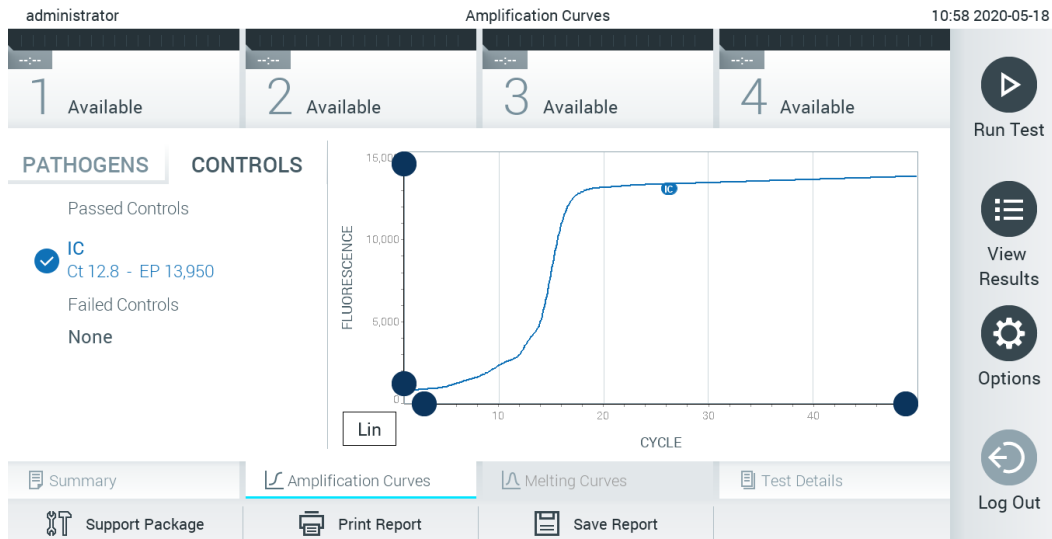 administrator Amplification Curves 10:58 2020-05-18
--:-- --:-- --:-- --:--
1 Available 2 Available 3 Available 4 Available
Run Test
PATHOGENS CONTROLS
Passed Controls
IC
Ct 12.8 - EP 13,950
Failed Controls
None
FLUORESCENCE
10,000
5,000
0
IC
10 20 30 40
CYCLE
Lin
View
Results
Options
Log Out
Summary Amplification Curves Melting Curves Test Details
Support Package Print Report Save Report